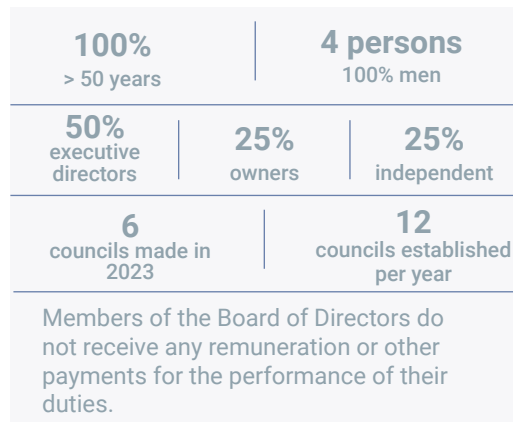 100%
> 50 years
4 persons
100% men
50%
executive
directors
25%
owners
25%
independent
6
councils made in
2023
12
councils established
per year
Members of the Board of Directors do
not receive any remuneration or other
payments for the performance of their
duties.